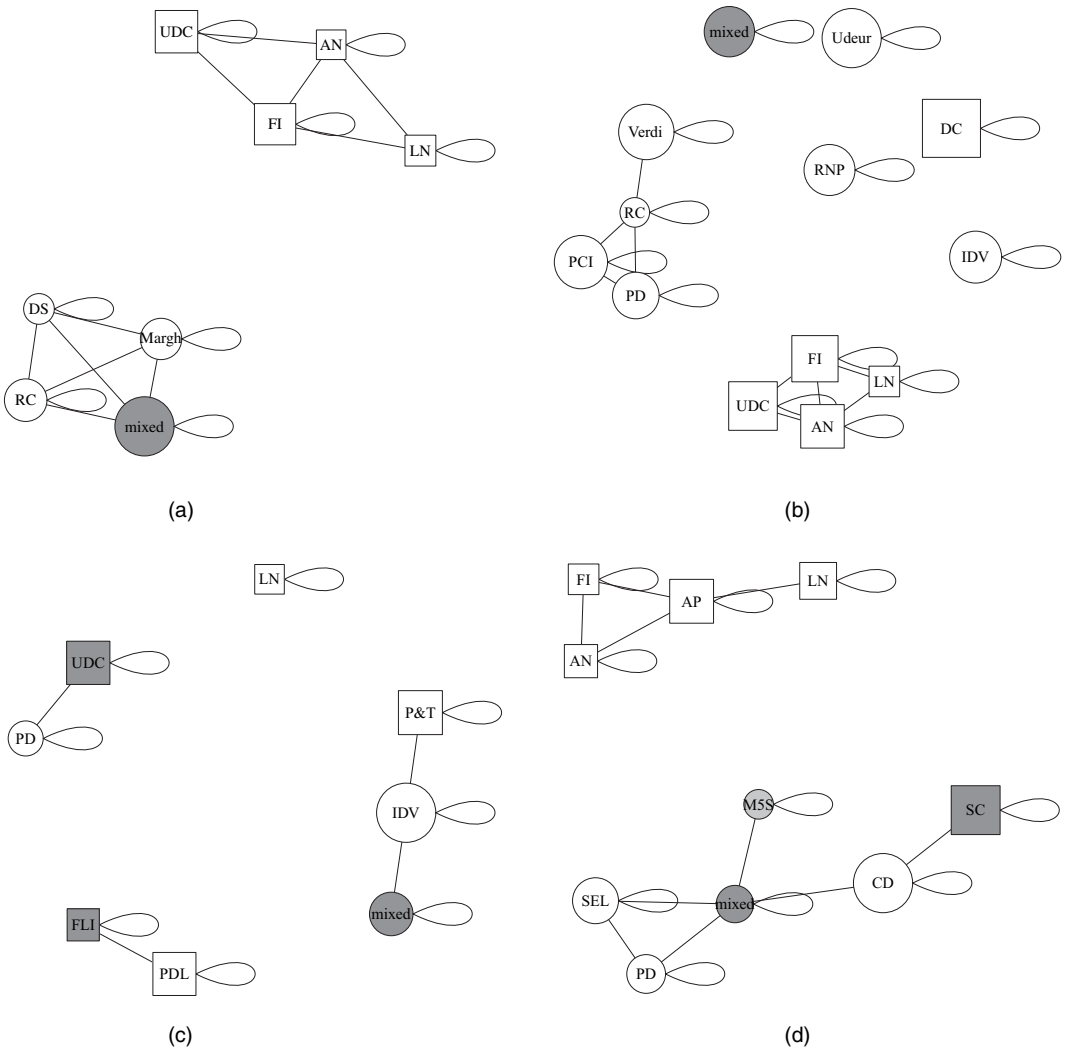 UDC
AN
FI
LN
DS
Margh
RC
mixed
(a)
mixed
Udeur
Verdi
DC
RNP
RC
PCI
IDV
PD
FI
LN
UDC
AN
(b)
LN
UDC
P&T
PD
IDV
mixed
FLI
PDL
(c)
FI
AP
LN
AN
M5S
SC
CD
SEL
mixed
PD
(d)